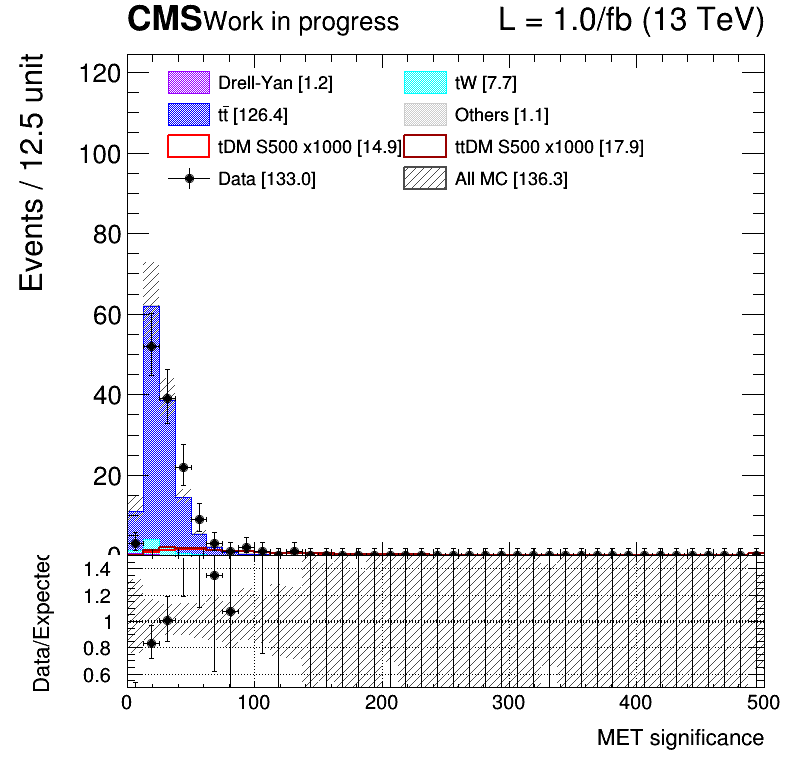 CMS Work in progress L = 1.0/fb (13 TeV)
Events / 12.5 unit
Drell-Yan [1.2] tW [7.7]
tt̄ [126.4] Others [1.1]
tDM S500 x1000 [14.9] ttDM S500 x1000 [17.9]
Data [133.0] All MC [136.3]
120
100
80
60
40
20
0
Data/Expected
1.4
1.2
1
0.8
0.6
0 100 200 300 400 500
MET significance